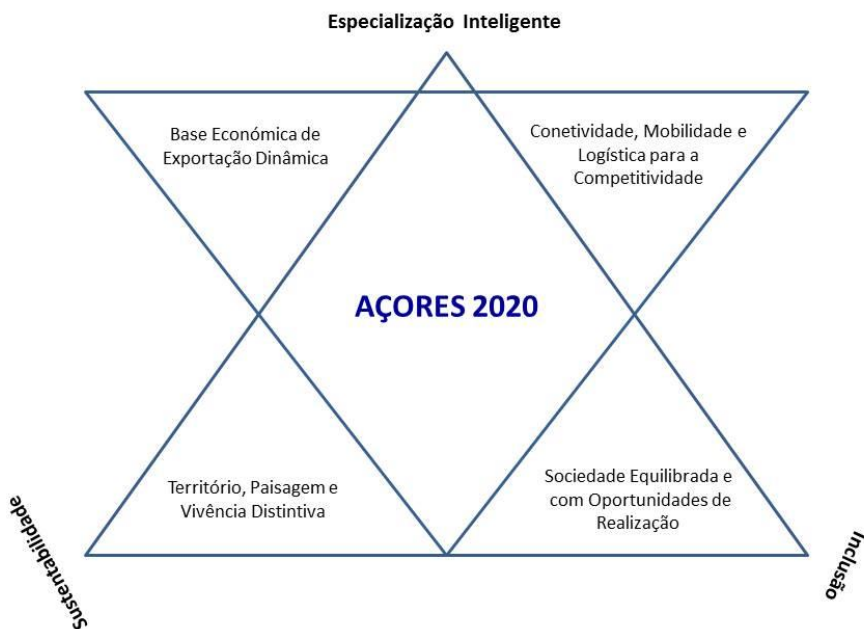 Especialização Inteligente
Base Económica de
Exportação Dinâmica
Conetividade, Mobilidade e
Logística para a
Competitividade
AÇORES 2020
Território, Paisagem e
Vivência Distintiva
Sociedade Equilibrada e
com Oportunidades de
Realização
Sustentabilidade
Inclusão